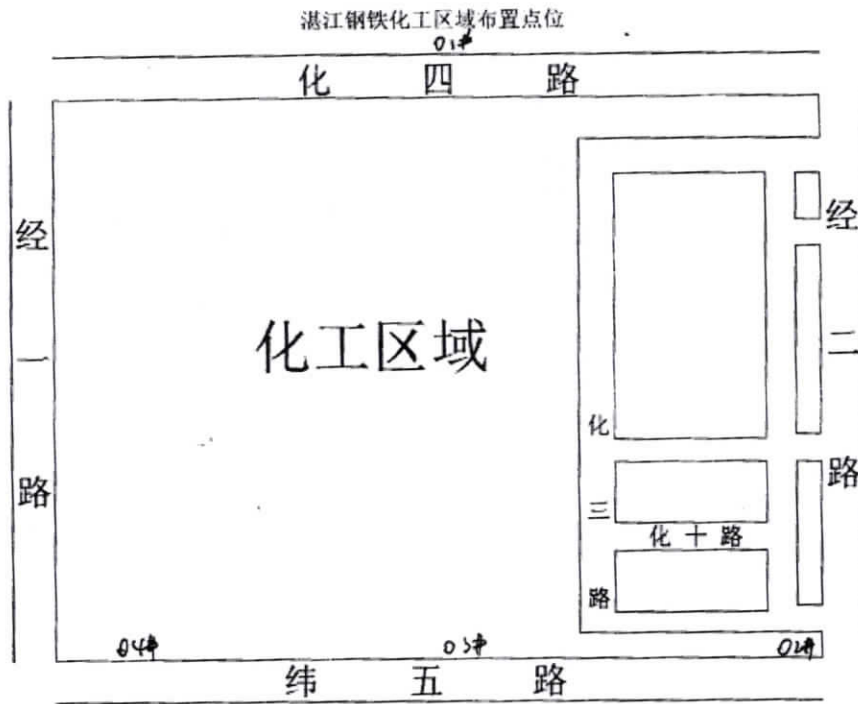 湛江钢铁化工区域布置点位
01#
化四路
经一路
化工区域
经二路
化三路
化十路
04#
03#
02#
纬五路